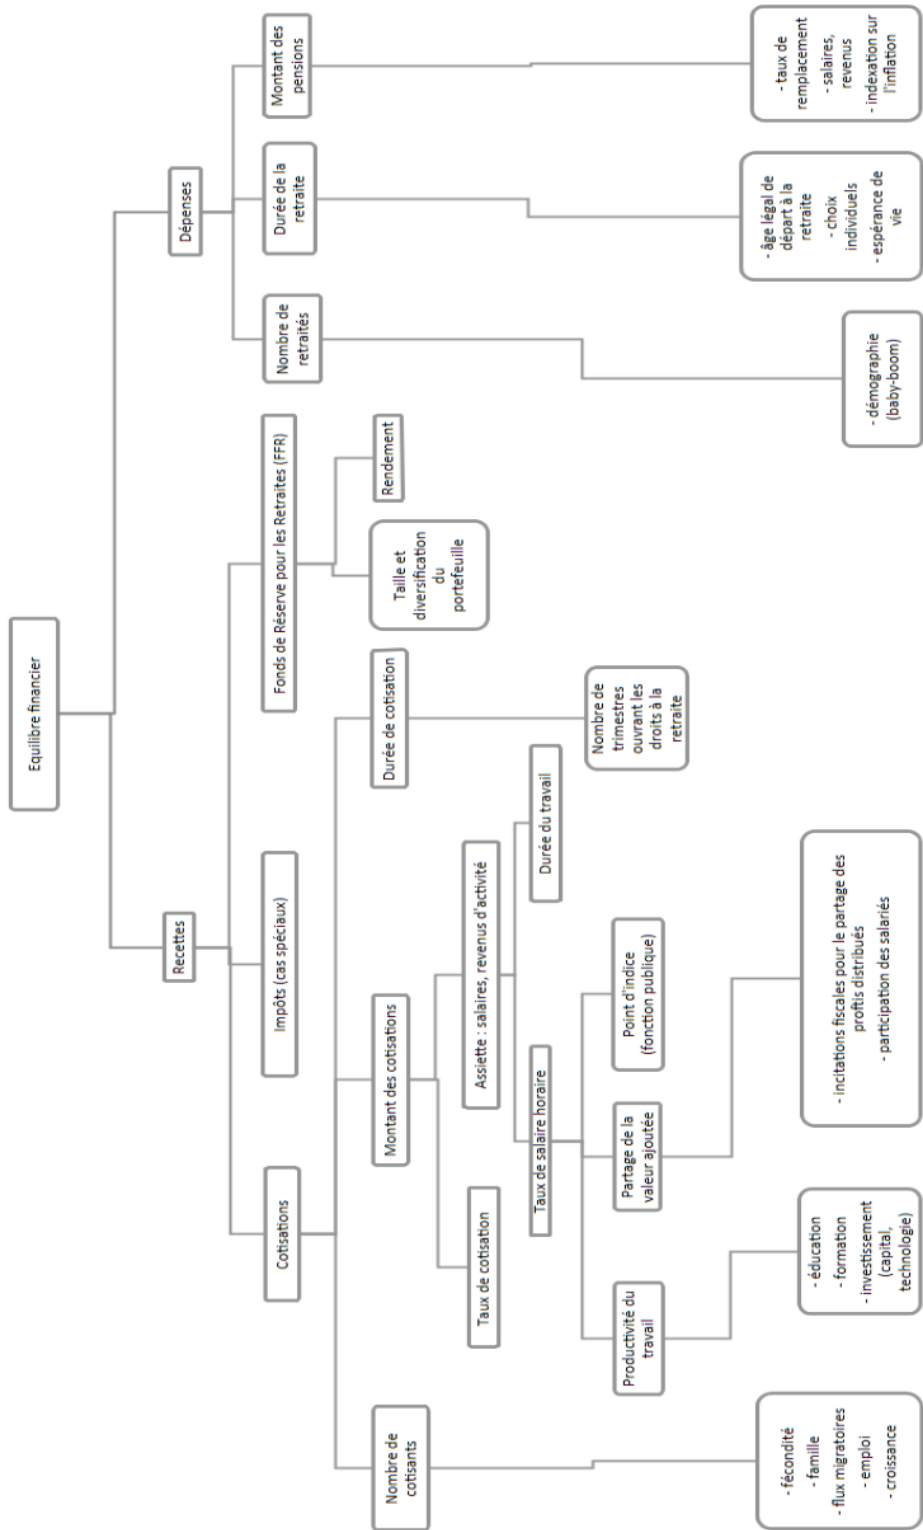 Equilibre financier
Recettes
Dépenses
Cotisations
Impôts (cas spéciaux)
Fonds de Réserve pour les Retraites (FFR)
Nombre de
retraités
Durée de la
retraite
Montant des
pensions
Nombre de
cotisants
Montant des cotisations
Durée de cotisation
Taille et
diversification
du
portefeuille
Rendement
Taux de cotisation
Assiette : salaires, revenus d'activité
Taux de salaire horaire
Durée du travail
Nombre de
trimestres
ouvrant les
droits à la
retraite
Productivité du
travail
Partage de la
valeur ajoutée
Point d'indice
(fonction publique)
- fécondité
- famille
- flux migratoires
- emploi
- croissance
- éducation
- formation
- investissement
(capital,
technologie)
- incitations fiscales pour le partage des
proftis distribués
- participation des salariés
- démographie
(baby-boom)
- âge légal de
départ à la
retraite
- choix
individuels
- espérance de
vie
- taux de
remplacement
- salaires,
revenus
- indexation sur
l'inflation